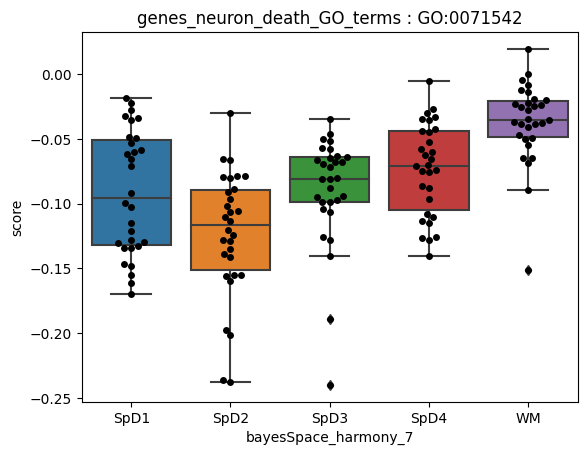 genes_neuron_death_GO_terms : GO:0071542
score
0.00
−0.05
−0.10
−0.15
−0.20
−0.25
SpD1 SpD2 SpD3 SpD4 WM
bayesSpace_harmony_7